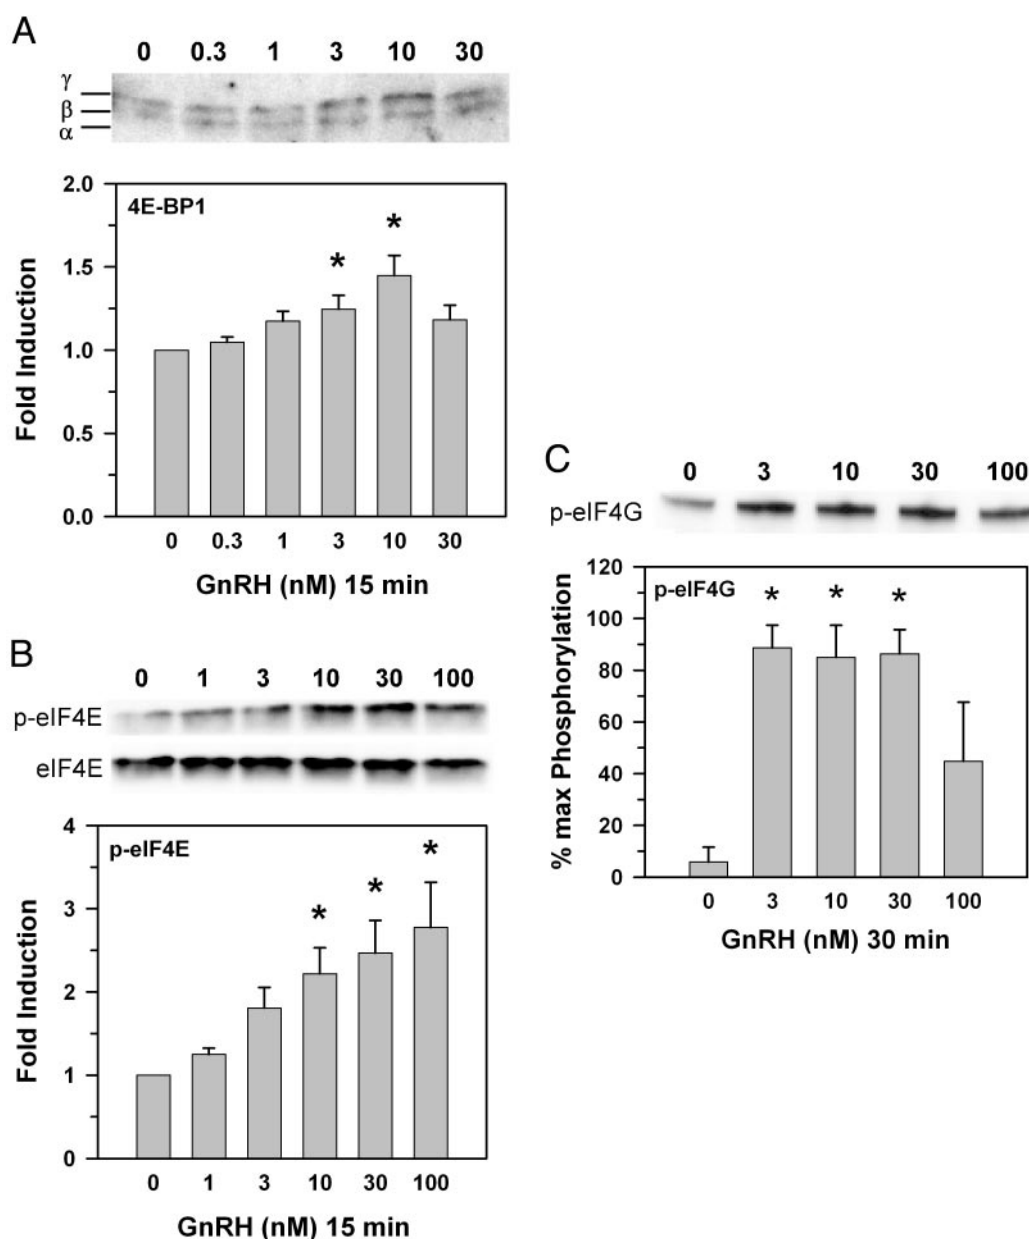 A
0 0.3 1 3 10 30
γ
β
α
2.0
4E-BP1
* *
1.5
1.0
0.5
0.0
Fold Induction
0 0.3 1 3 10 30
GnRH (nM) 15 min
B
0 1 3 10 30 100
p-eIF4E
eIF4E
4
p-eIF4E
* * *
3
2
1
0
Fold Induction
0 1 3 10 30 100
GnRH (nM) 15 min
C
0 3 10 30 100
p-eIF4G
120
p-eIF4G
* * *
100
80
60
40
20
0
% max Phosphorylation
0 3 10 30 100
GnRH (nM) 30 min